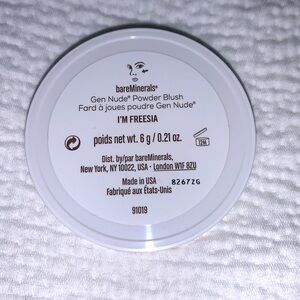 bareMinerals®
Gen Nude® Powder Blush
Fard à joues poudre Gen Nude®
I'M FREESIA
poids net wt. 6 g / 0.21 oz.
12M
Dist. by/par bareMinerals,
New York, NY 10022, USA • London W1F 8ZU
Made in USA
Fabriqué aux États-Unis
8267ZG
91019